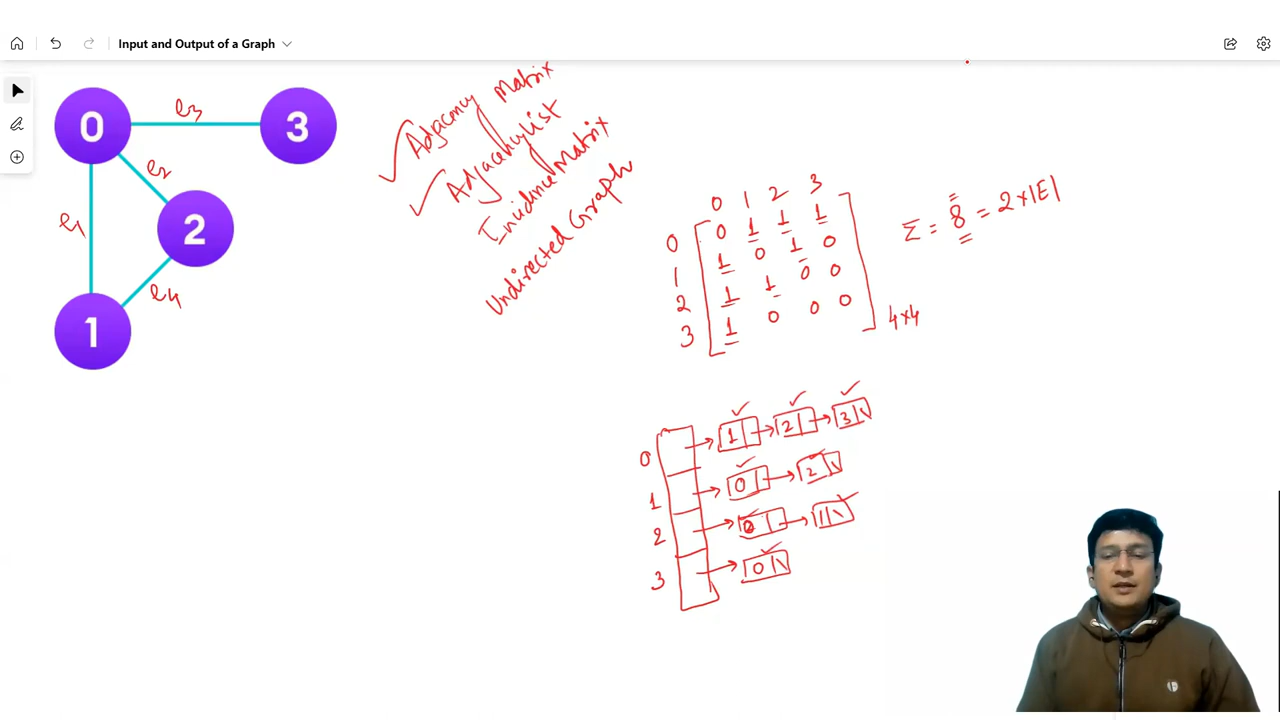 Input and Output of a Graph
0
e3
3
e2
e1
2
e4
1
Adjacency Matrix
Adjacency list
Incidence Matrix
Undirected Graph
0 1 2 3
0 0 1 1 1
1 1 0 1 0
2 1 1 0 0
3 1 0 0 0
4x4
Σ = 8 = 2x|E|
0 1 2 3
1 0 2
2 0 1
3 0